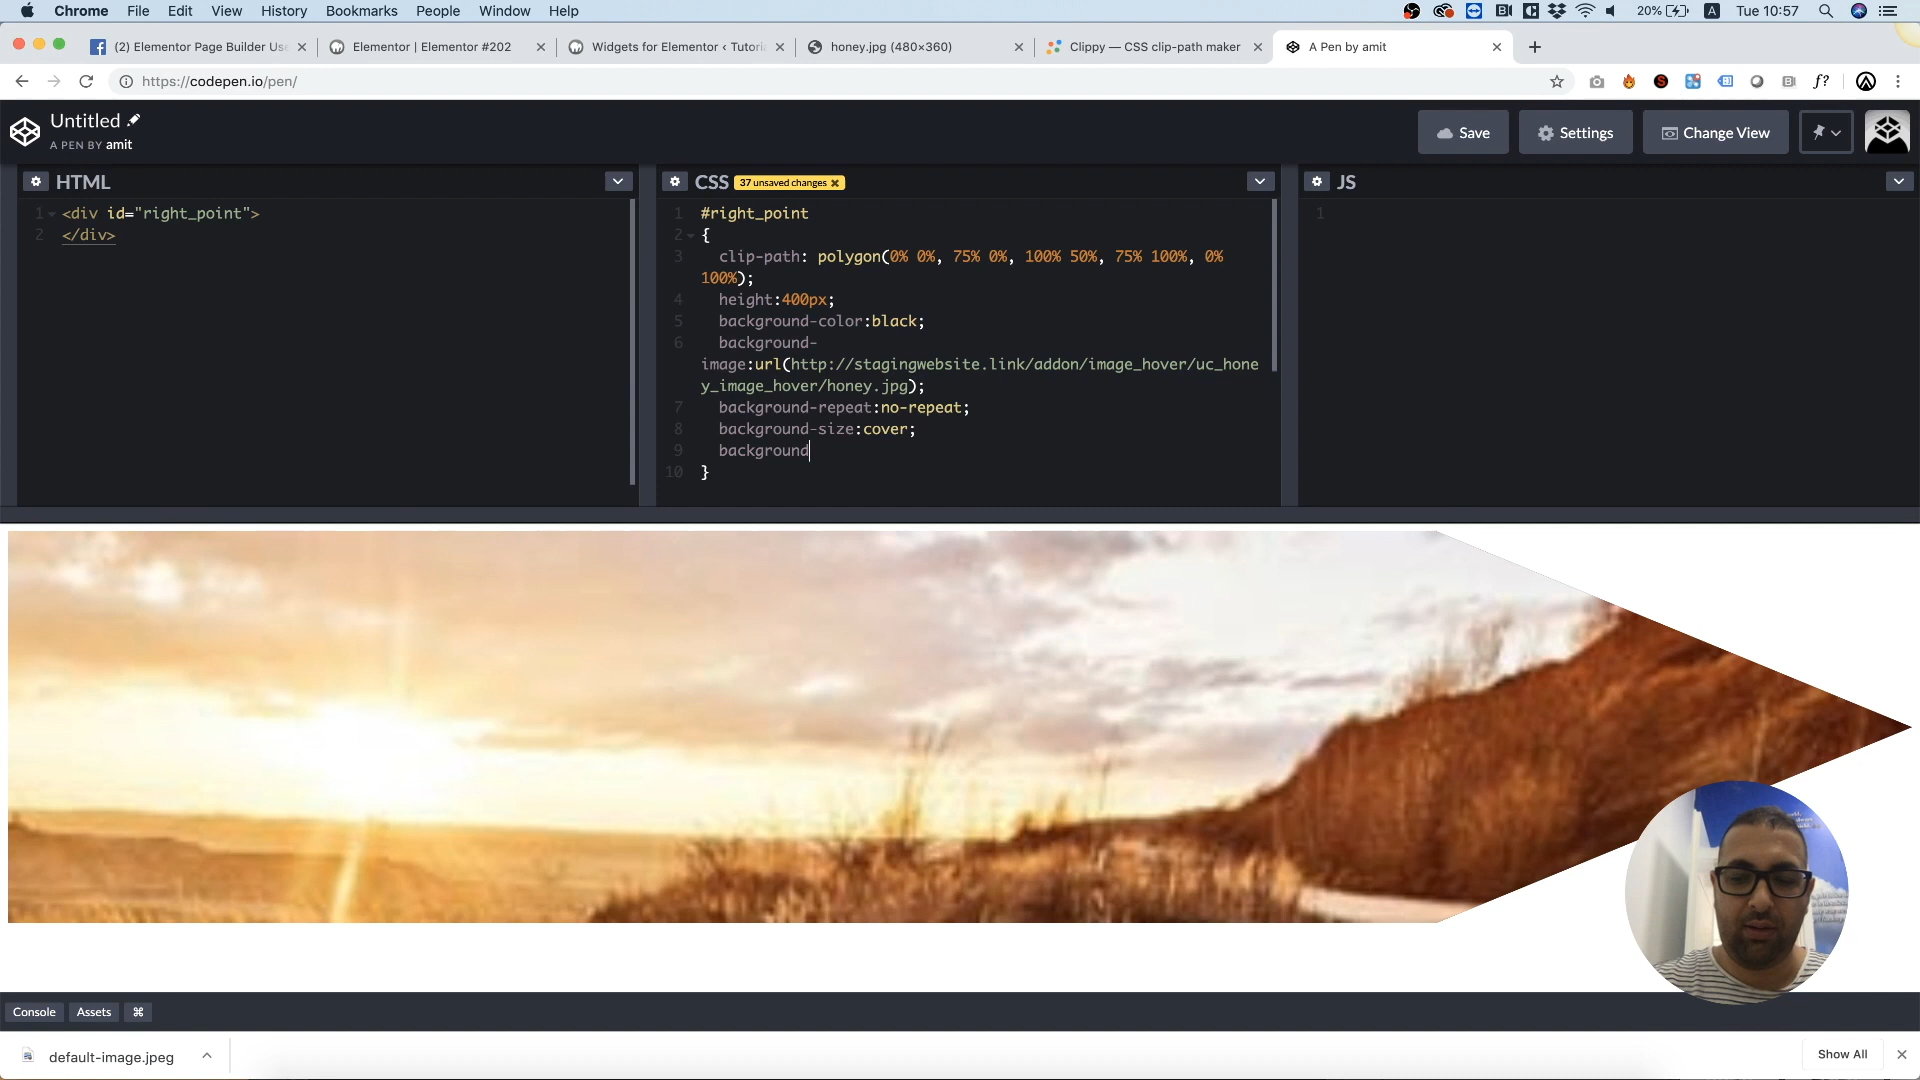 Chrome File Edit View History Bookmarks People Window Help 20% A Tue 10:57
(2) Elementor Page Builder Use
Elementor | Elementor #202
Widgets for Elementor ‹ Tutori
honey.jpg (480×360)
Clippy — CSS clip-path maker
A Pen by amit
https://codepen.io/pen/
f?
Untitled
A PEN BY amit
Save
Settings
Change View
HTML
CSS 37 unsaved changes
JS
1 <div id="right_point">
2 </div>
1 #right_point
2 {
3 clip-path: polygon(0% 0%, 75% 0%, 100% 50%, 75% 100%, 0%
100%);
4 height:400px;
5 background-color:black;
6 background-
image:url(http://stagingwebsite.link/addon/image_hover/uc_hone
y_image_hover/honey.jpg);
7 background-repeat:no-repeat;
8 background-size:cover;
9 background
10 }
1
Console Assets ⌘
default-image.jpeg
Show All